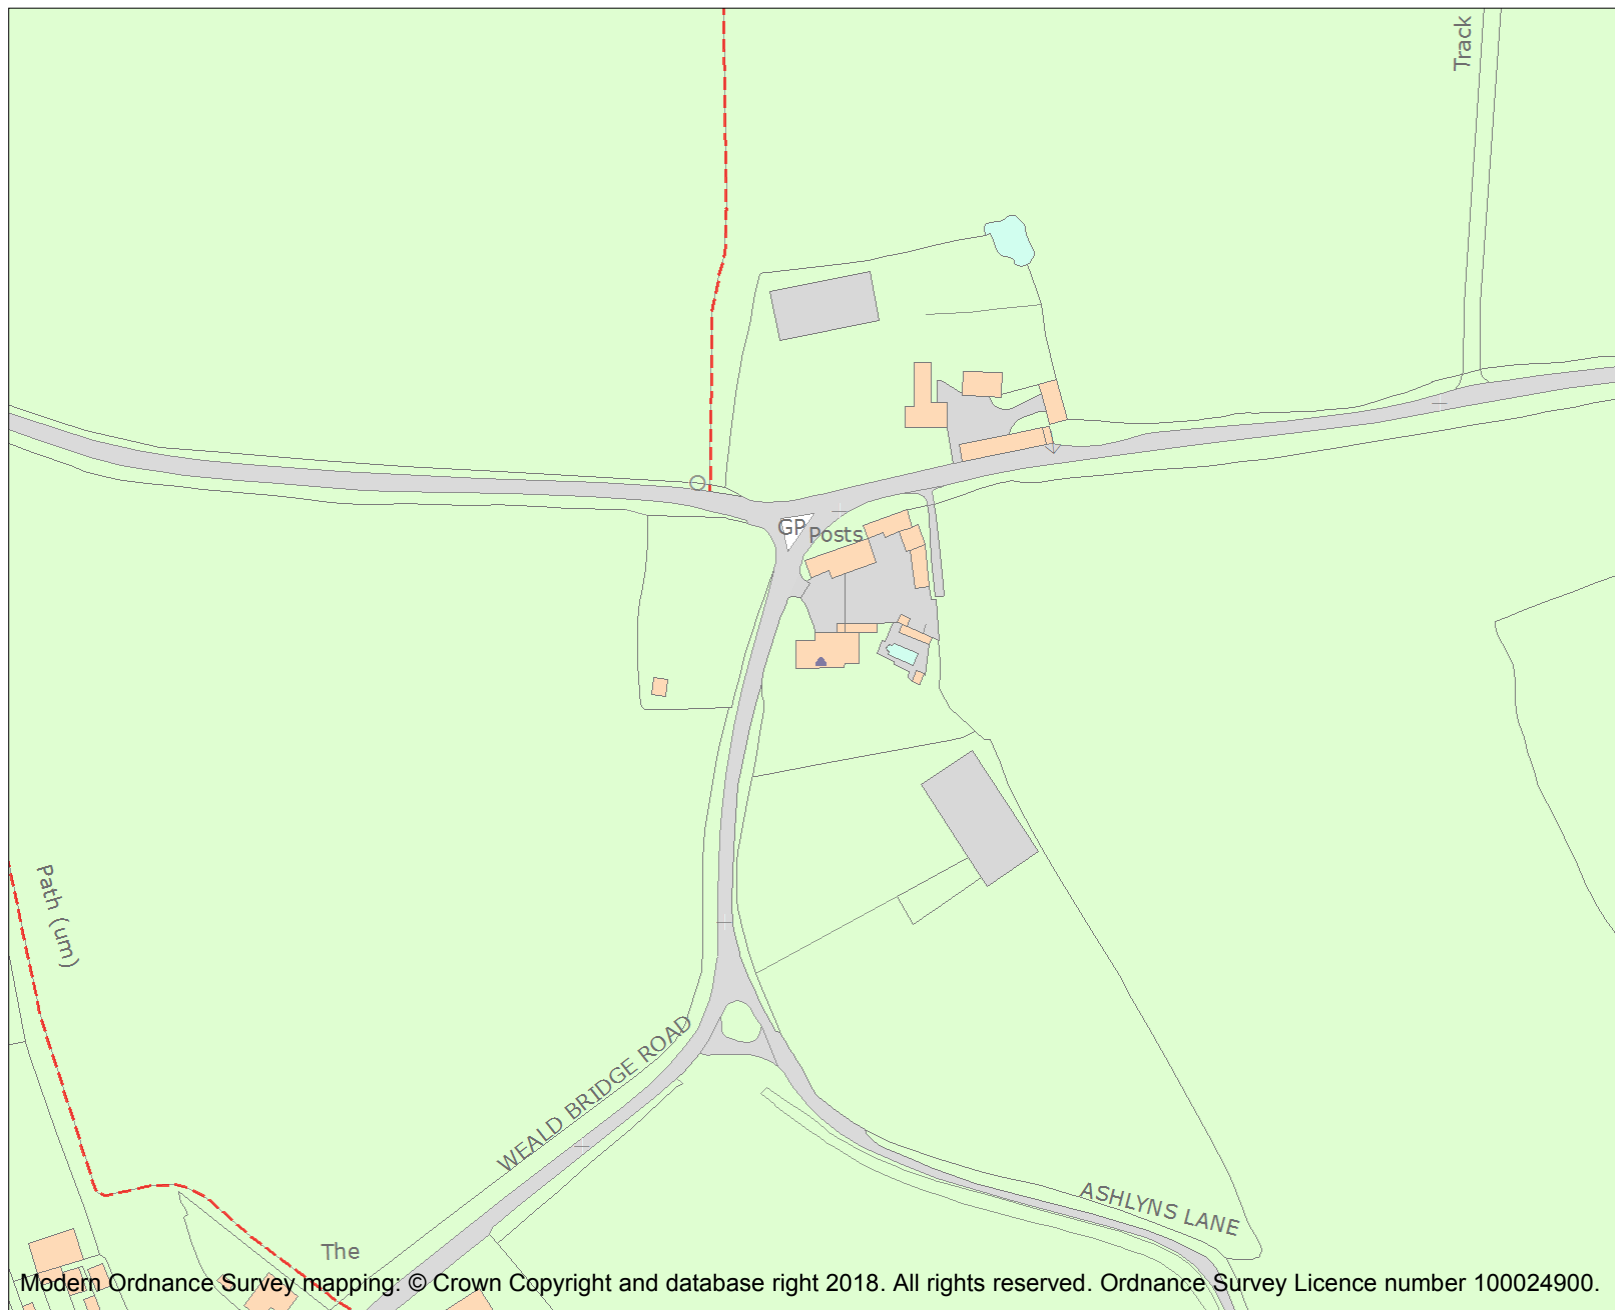 Track
GP
Posts
Path (um)
WEALD BRIDGE ROAD
ASHLYNS LANE
The
Modern Ordnance Survey mapping: © Crown Copyright and database right 2018. All rights reserved. Ordnance Survey Licence number 100024900.